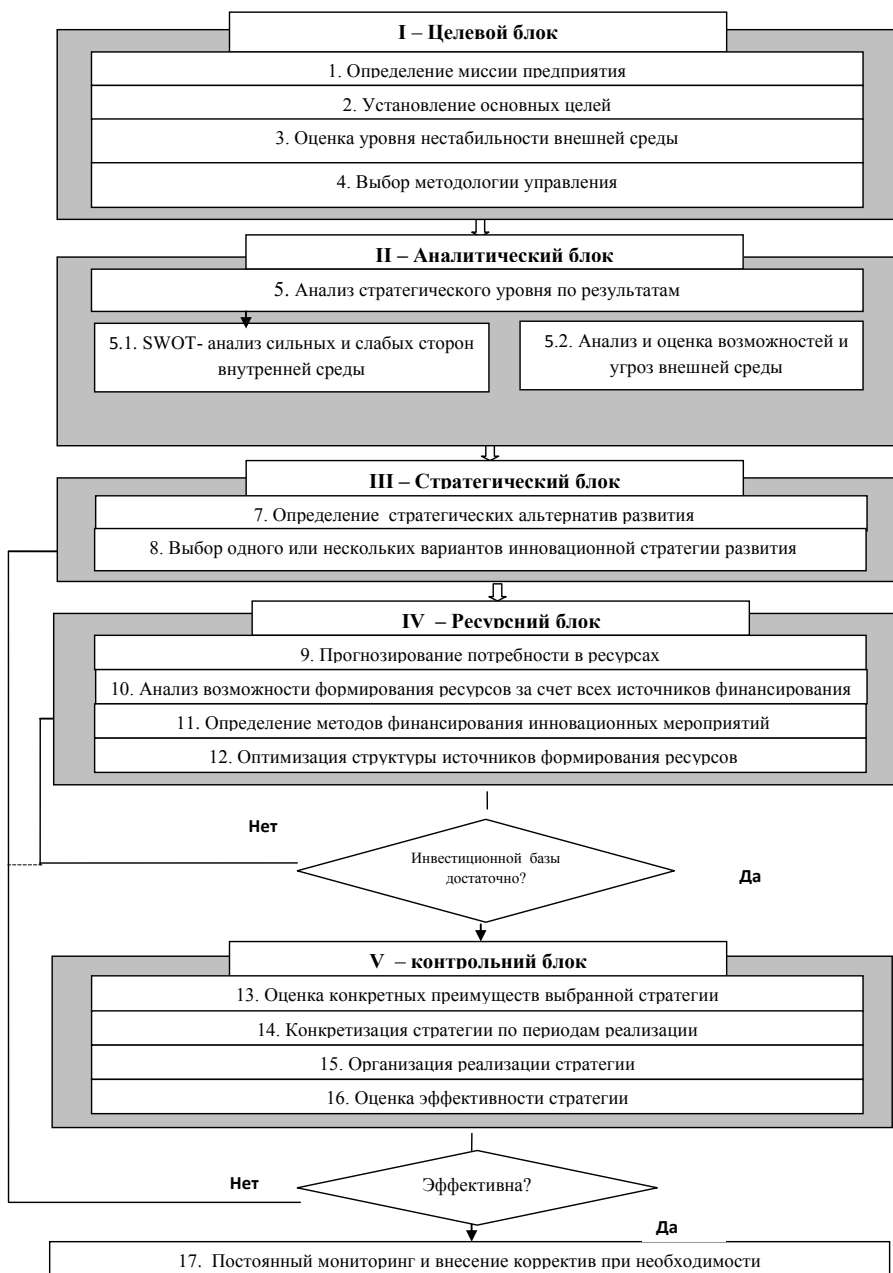 I – Целевой блок
1. Определение миссии предприятия
2. Установление основных целей
3. Оценка уровня нестабильности внешней среды
4. Выбор методологии управления
II – Аналитический блок
5. Анализ стратегического уровня по результатам
5.1. SWOT- анализ сильных и слабых сторон
внутренней среды
5.2. Анализ и оценка возможностей и
угроз внешней среды
III – Стратегический блок
7. Определение стратегических альтернатив развития
8. Выбор одного или нескольких вариантов инновационной стратегии развития
IV – Ресурсний блок
9. Прогнозирование потребности в ресурсах
10. Анализ возможности формирования ресурсов за счет всех источников финансирования
11. Определение методов финансирования инновационных мероприятий
12. Оптимизация структуры источников формирования ресурсов
Нет
Инвестиционной базы
достаточно?
Да
V – контрольний блок
13. Оценка конкретных преимуществ выбранной стратегии
14. Конкретизация стратегии по периодам реализации
15. Организация реализации стратегии
16. Оценка эффективности стратегии
Нет
Эффективна?
Да
17. Постоянный мониторинг и внесение корректив при необходимости